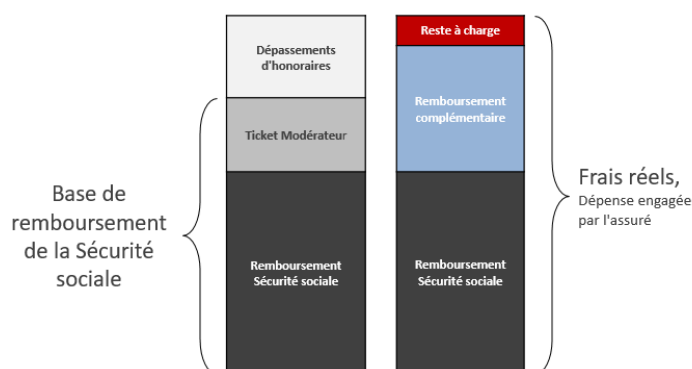 Dépassements
d'honoraires
Ticket Modérateur
Remboursement
Sécurité sociale
Base de
remboursement
de la Sécurité
sociale
Reste à charge
Remboursement
complémentaire
Remboursement
Sécurité sociale
Frais réels,
Dépense engagée
par l'assuré